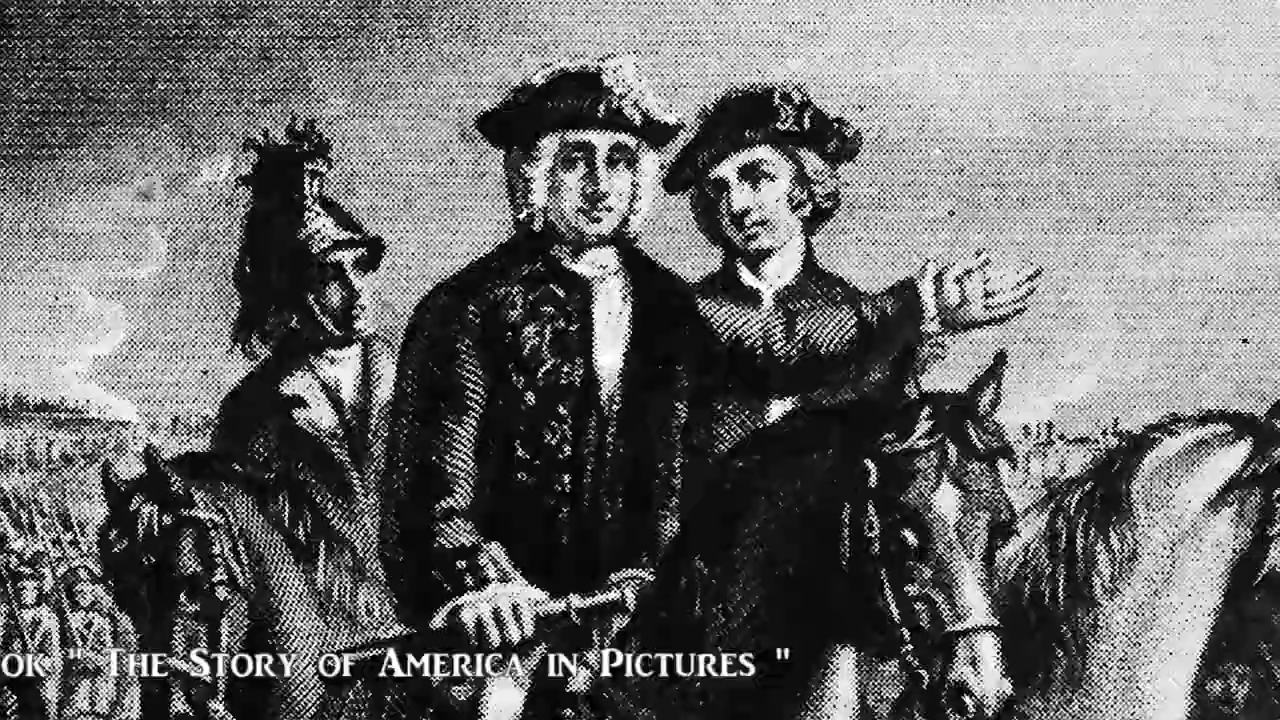 OK " THE STORY OF AMERICA IN PICTURES "